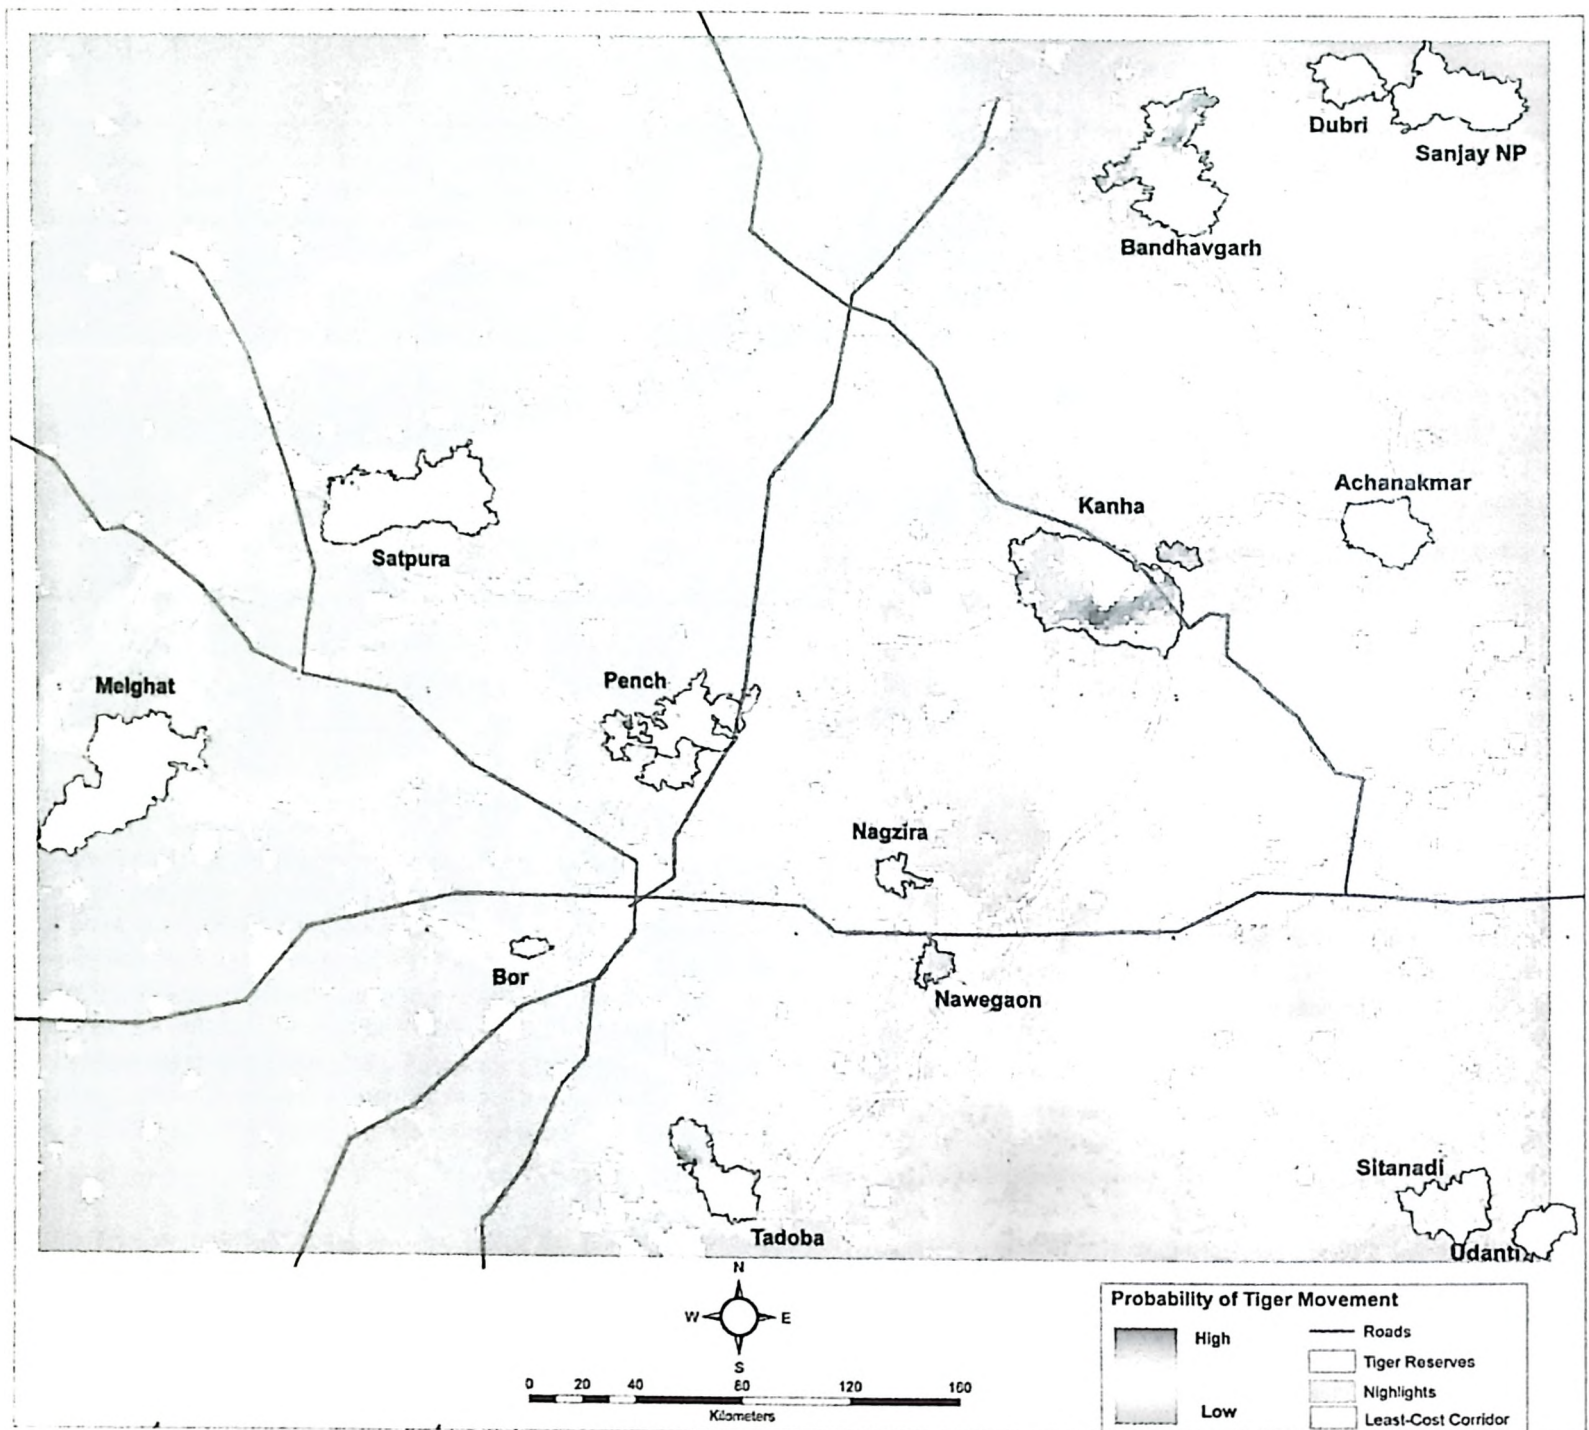 Dubri
Sanjay NP
Bandhavgarh
Achanakmar
Kanha
Satpura
Pench
Melghat
Nagzira
Bor
Nawegaon
Sitanadi
Udanti
Tadoba
N
W E
S
0 20 40 80 120 160
Kilometers
Probability of Tiger Movement
High
Low
Roads
Tiger Reserves
Nighlights
Least-Cost Corridor